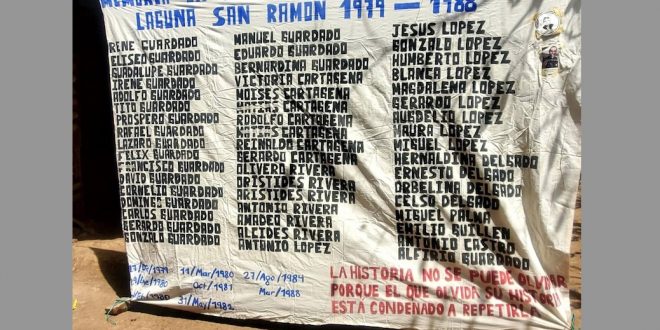 LAGUNA SAN RAMON 1979 — 1988
RENE GUARDADO
ELISEO GUARDADO
GUADALUPE GUARDADO
IRENE GUARDADO
ADOLFO GUARDADO
TITO GUARDADO
PROSPERO GUARDADO
RAFAEL GUARDADO
LAZARO GUARDADO
FELIX GUARDADO
FRANCISCO GUARDADO
DAVID GUARDADO
CORNELIO GUARDADO
DOMINGO GUARDADO
CARLOS GUARDADO
GERARDO GUARDADO
GONZALO GUARDADO
MANUEL GUARDADO
EDUARDO GUARDADO
BERNARDINA GUARDADO
VICTORIA CARTAGENA
MOISES CARTAGENA
MATIAS CARTAGENA
RODOLFO CARTAGENA
MATIAS CARTAGENA
REINALDO CARTAGENA
GERARDO CARTAGENA
OLIVERO RIVERA
ORISTIDES RIVERA
ARISTIDES RIVERA
ANTONIO RIVERA
AMADEO RIVERA
ALCIDES RIVERA
ANTONIO LOPEZ
JESUS LOPEZ
GONZALO LOPEZ
HUMBERTO LOPEZ
BLANCA LOPEZ
MAGDALENA LOPEZ
GERARDO LOPEZ
AUGDELIO LOPEZ
MAURA LOPEZ
MIGUEL LOPEZ
HERNALDINA DELGADO
ERNESTO DELGADO
ORBELINA DELGADO
CELSO DELGADO
MIGUEL PALMA
EMILIO GUILLEN
ANTONIO CASTRO
ALFIRIO GUARDADO
14/Mar/1980
Oct/1981
31/May/1982
27/Ago/1984
Mar/1988
LA HISTORIA NO SE PUEDE OLVIDAR
PORQUE EL QUE OLVIDA SU HISTORIA
ESTA CONDENADO A REPETIRLA